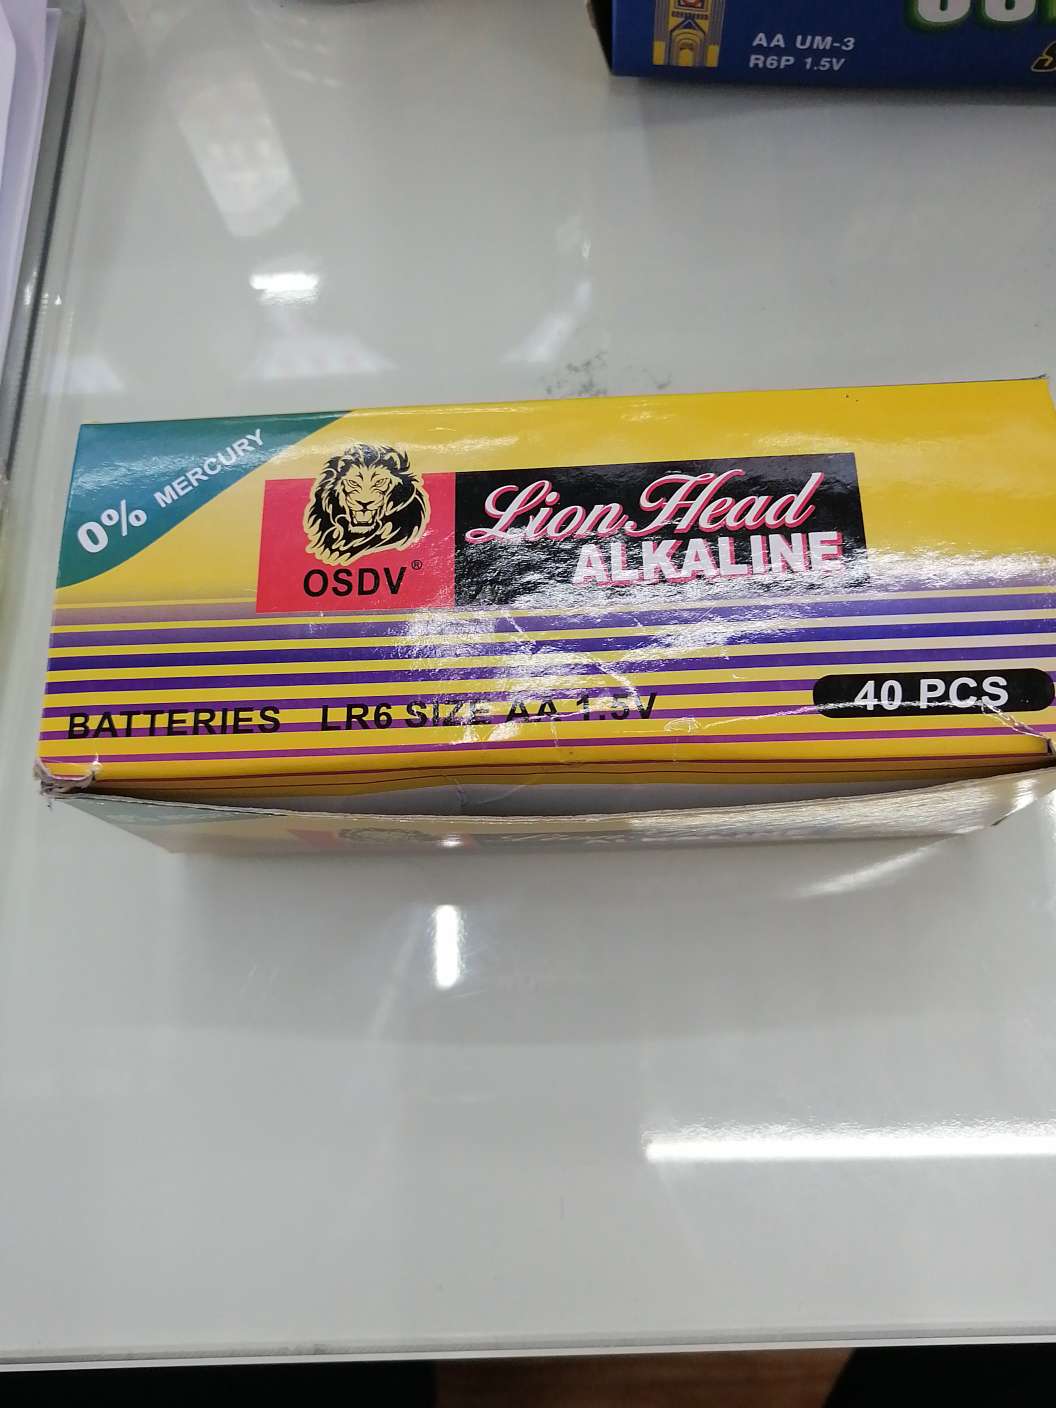 AA UM-3
R6P 1.5V
0% MERCURY
OSDV®
Lion Head
ALKALINE
40 PCS
BATTERIES LR6 SIZE AA 1.5V